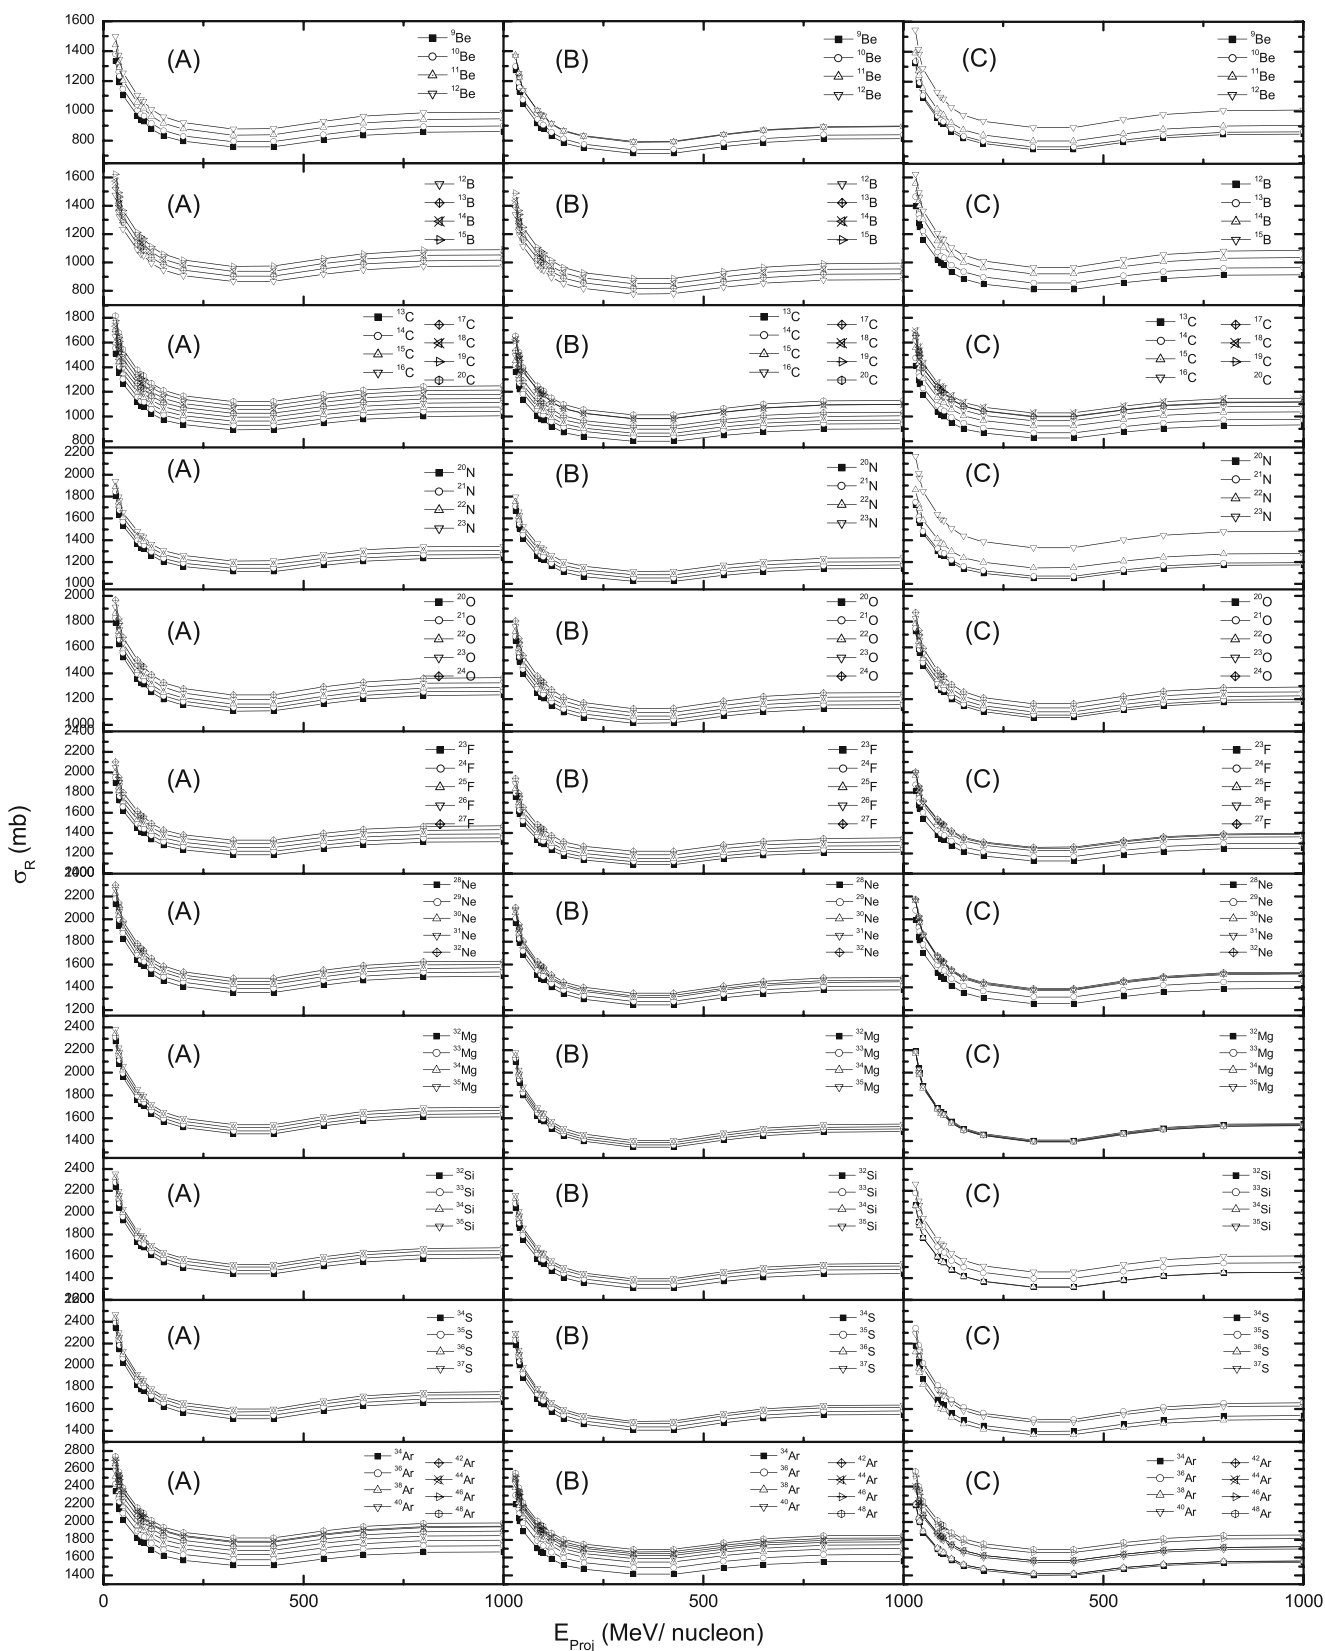 1600
1400
1200
1000
800
(A)
⁹Be
¹⁰Be
¹¹Be
¹²Be
(B)
⁹Be
¹⁰Be
¹¹Be
¹²Be
(C)
⁹Be
¹⁰Be
¹¹Be
¹²Be
1600
1400
1200
1000
800
(A)
¹²B
¹³B
¹⁴B
¹⁵B
(B)
¹²B
¹³B
¹⁴B
¹⁵B
(C)
¹²B
¹³B
¹⁴B
¹⁵B
1800
1600
1400
1200
1000
800
(A)
¹³C ¹⁷C
¹⁴C ¹⁸C
¹⁵C ¹⁹C
¹⁶C ²⁰C
(B)
¹³C ¹⁷C
¹⁴C ¹⁸C
¹⁵C ¹⁹C
¹⁶C ²⁰C
(C)
¹³C ¹⁷C
¹⁴C ¹⁸C
¹⁵C ¹⁹C
¹⁶C ²⁰C
2200
2000
1800
1600
1400
1200
1000
(A)
²⁰N
²¹N
²²N
²³N
(B)
²⁰N
²¹N
²²N
²³N
(C)
²⁰N
²¹N
²²N
²³N
2000
1800
1600
1400
1200
1000
(A)
²⁰O
²¹O
²²O
²³O
²⁴O
(B)
²⁰O
²¹O
²²O
²³O
²⁴O
(C)
²⁰O
²¹O
²²O
²³O
²⁴O
2400
2200
2000
1800
1600
1400
1200
(A)
²³F
²⁴F
²⁵F
²⁶F
²⁷F
(B)
²³F
²⁴F
²⁵F
²⁶F
²⁷F
(C)
²³F
²⁴F
²⁵F
²⁶F
²⁷F
2200
2000
1800
1600
1400
1200
(A)
²⁸Ne
²⁹Ne
³⁰Ne
³¹Ne
³²Ne
(B)
²⁸Ne
²⁹Ne
³⁰Ne
³¹Ne
³²Ne
(C)
²⁸Ne
²⁹Ne
³⁰Ne
³¹Ne
³²Ne
2400
2200
2000
1800
1600
1400
(A)
³²Mg
³³Mg
³⁴Mg
³⁵Mg
(B)
³²Mg
³³Mg
³⁴Mg
³⁵Mg
(C)
³²Mg
³³Mg
³⁴Mg
³⁵Mg
2400
2200
2000
1800
1600
1400
(A)
³²Si
³³Si
³⁴Si
³⁵Si
(B)
³²Si
³³Si
³⁴Si
³⁵Si
(C)
³²Si
³³Si
³⁴Si
³⁵Si
2400
2200
2000
1800
1600
1400
(A)
³⁴S
³⁵S
³⁶S
³⁷S
(B)
³⁴S
³⁵S
³⁶S
³⁷S
(C)
³⁴S
³⁵S
³⁶S
³⁷S
2800
2600
2400
2200
2000
1800
1600
1400
(A)
³⁴Ar ⁴²Ar
³⁶Ar ⁴⁴Ar
³⁸Ar ⁴⁶Ar
⁴⁰Ar ⁴⁸Ar
(B)
³⁴Ar ⁴²Ar
³⁶Ar ⁴⁴Ar
³⁸Ar ⁴⁶Ar
⁴⁰Ar ⁴⁸Ar
(C)
³⁴Ar ⁴²Ar
³⁶Ar ⁴⁴Ar
³⁸Ar ⁴⁶Ar
⁴⁰Ar ⁴⁸Ar
0 500 500 500 1000
σ_R (mb)
E_Proj (MeV/ nucleon)